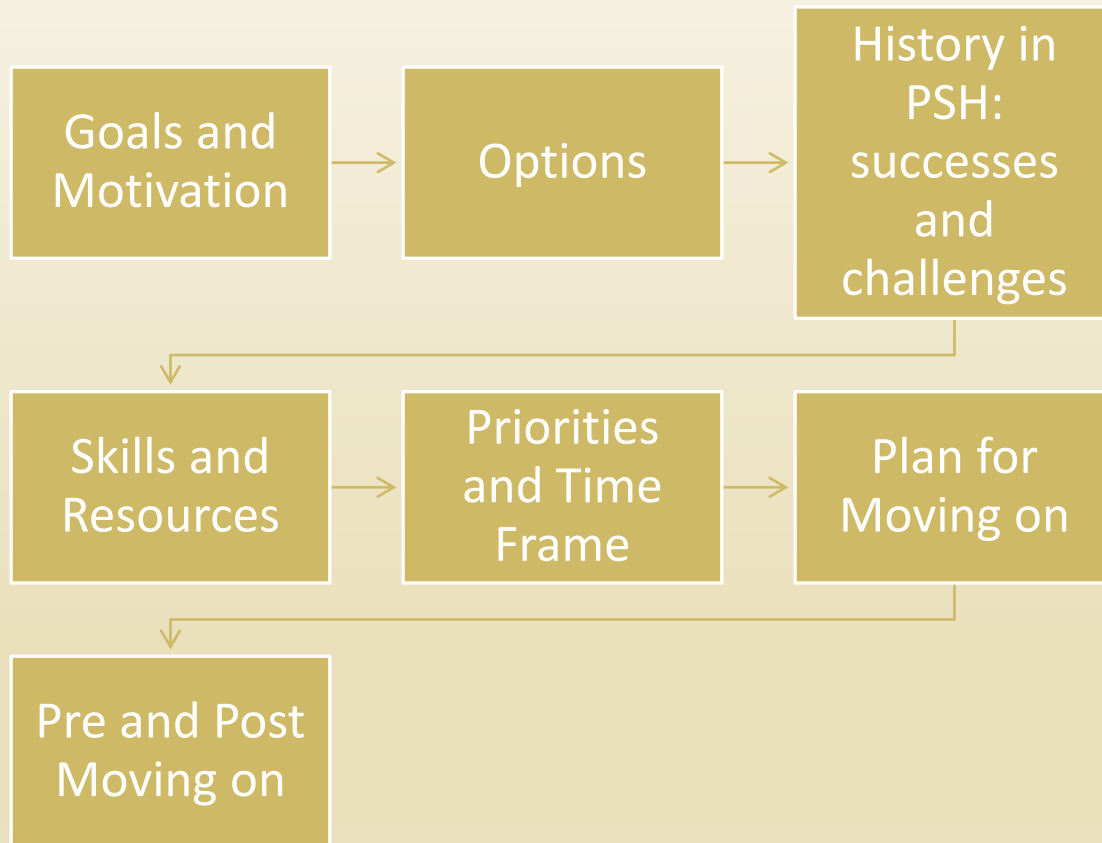 Goals and
Motivation
Options
History in
PSH:
successes
and
challenges
Skills and
Resources
Priorities
and Time
Frame
Plan for
Moving on
Pre and Post
Moving on